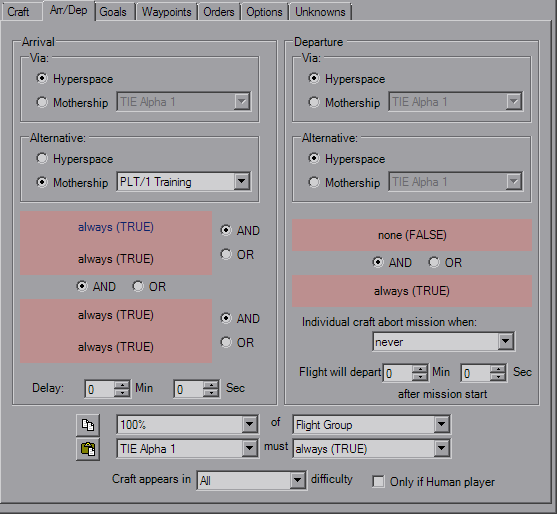 Craft Arr/Dep Goals Waypoints Orders Options Unknowns
Arrival
Via:
Hyperspace
Mothership TIE Alpha 1
Alternative:
Hyperspace
Mothership PLT/1 Training
always (TRUE)
always (TRUE)
AND
OR
AND OR
always (TRUE)
always (TRUE)
AND
OR
Delay: 0 Min 0 Sec
Departure
Via:
Hyperspace
Mothership TIE Alpha 1
Alternative:
Hyperspace
Mothership TIE Alpha 1
none (FALSE)
AND OR
always (TRUE)
Individual craft abort mission when:
never
Flight will depart 0 Min 0 Sec
after mission start
100% of Flight Group
TIE Alpha 1 must always (TRUE)
Craft appears in All difficulty Only if Human player